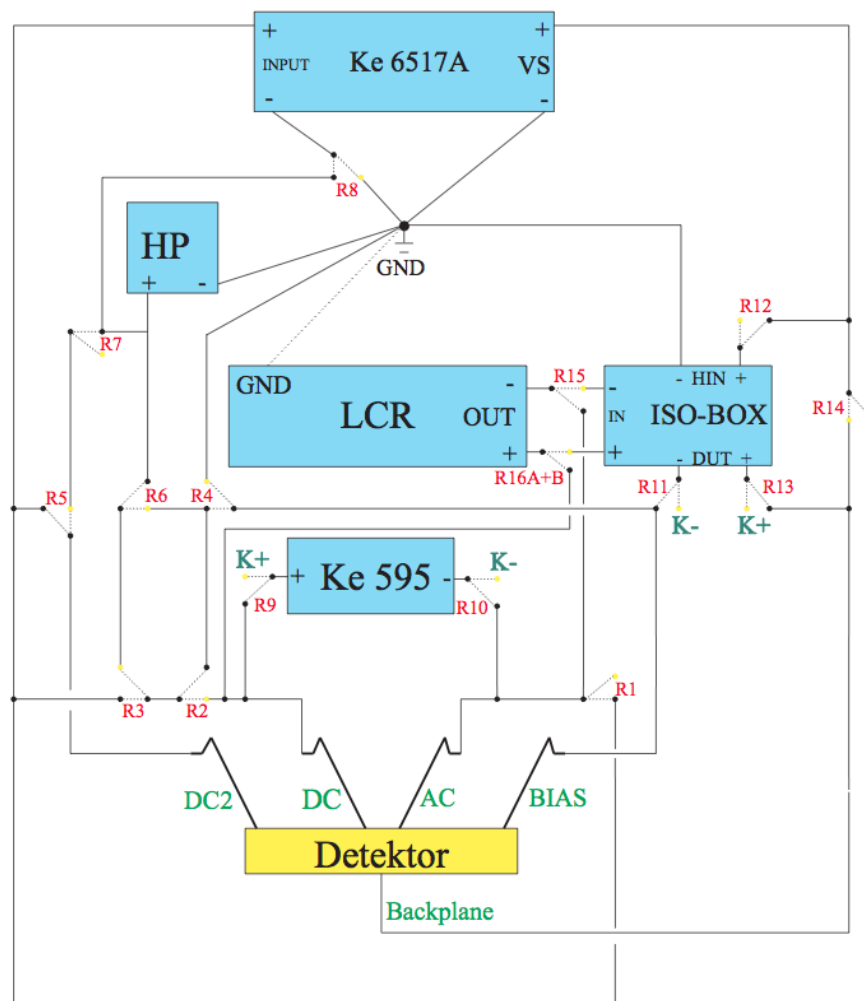 + +
INPUT Ke 6517A VS
- -
R8
HP
+ -
GND
R12
R7
GND - R15 - - HIN +
LCR OUT IN ISO-BOX R14
+ R16A+B + - DUT +
R5 R6 R4 R11 R13
K- K+
K+ + Ke 595 - K-
R9 R10
R3 R2 R1
DC2 DC AC BIAS
Detektor
Backplane